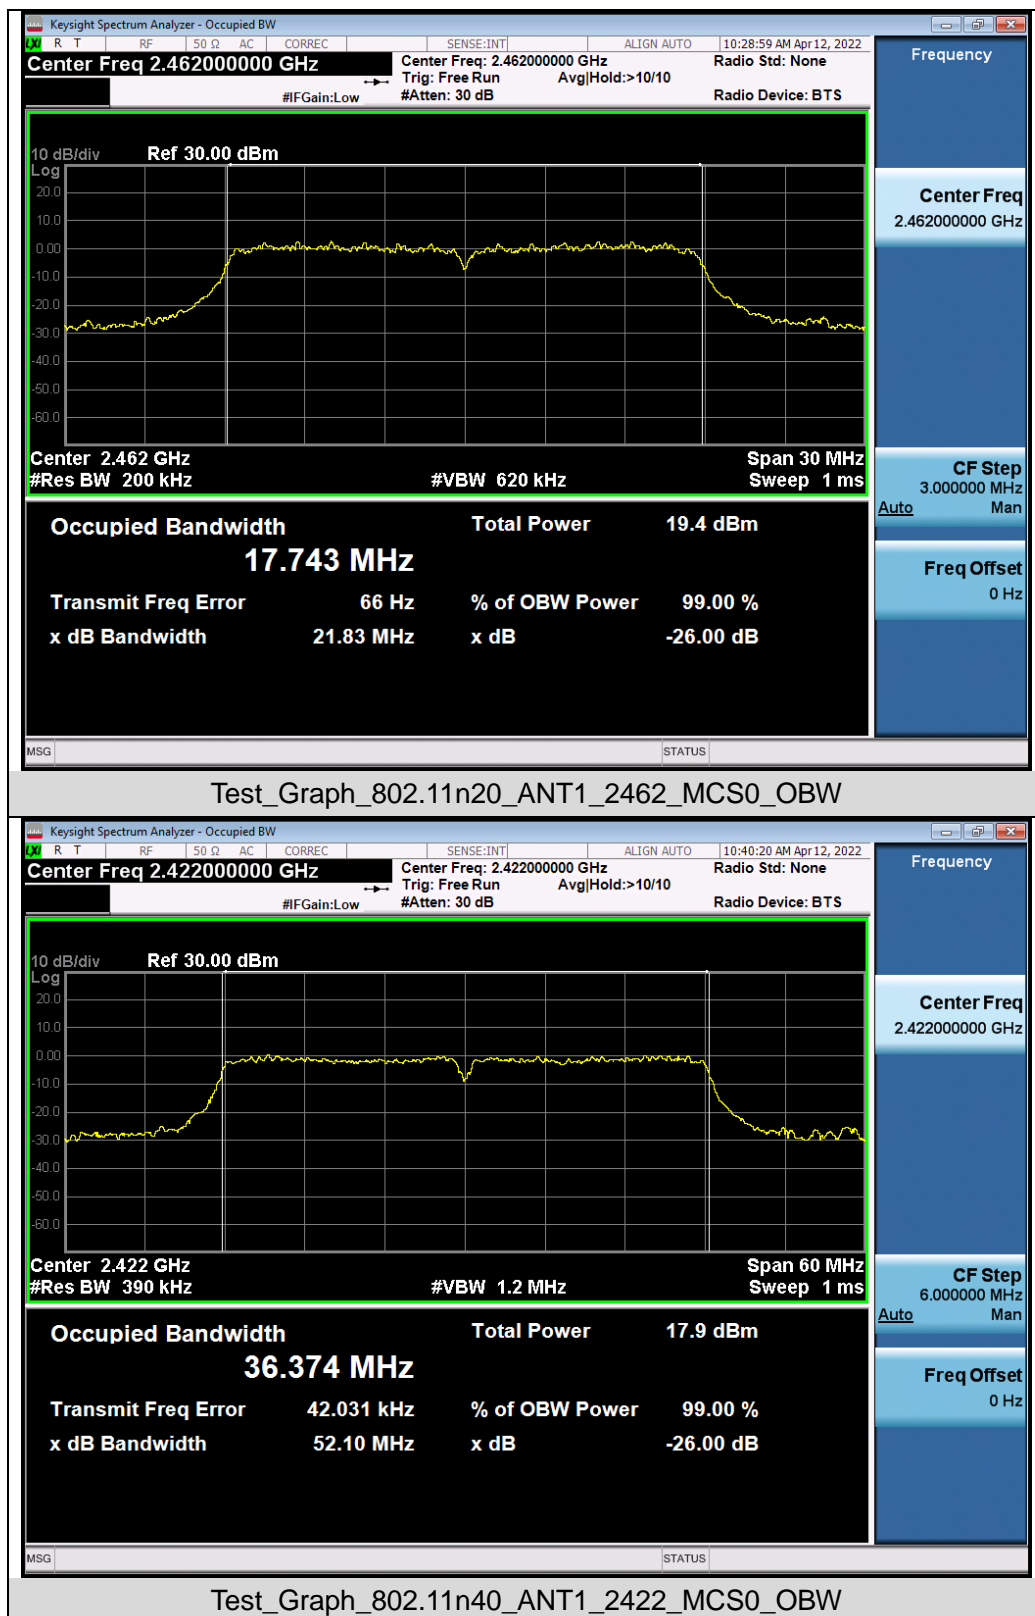 Keysight Spectrum Analyzer - Occupied BW
LXI R T RF 50 Ω AC CORREC SENSE:INT ALIGN AUTO 10:28:59 AM Apr 12, 2022
Center Freq 2.462000000 GHz Center Freq: 2.462000000 GHz Radio Std: None
Trig: Free Run Avg|Hold:>10/10
#IFGain:Low #Atten: 30 dB Radio Device: BTS
Frequency
10 dB/div Ref 30.00 dBm
Log
20.0
10.0
0.00
-10.0
-20.0
-30.0
-40.0
-50.0
-60.0
Center 2.462 GHz Span 30 MHz
#Res BW 200 kHz #VBW 620 kHz Sweep 1 ms
Center Freq
2.462000000 GHz
CF Step
3.000000 MHz
Auto Man
Freq Offset
0 Hz
Occupied Bandwidth Total Power 19.4 dBm
17.743 MHz
Transmit Freq Error 66 Hz % of OBW Power 99.00 %
x dB Bandwidth 21.83 MHz x dB -26.00 dB
MSG STATUS
Test_Graph_802.11n20_ANT1_2462_MCS0_OBW
Keysight Spectrum Analyzer - Occupied BW
LXI R T RF 50 Ω AC CORREC SENSE:INT ALIGN AUTO 10:40:20 AM Apr 12, 2022
Center Freq 2.422000000 GHz Center Freq: 2.422000000 GHz Radio Std: None
Trig: Free Run Avg|Hold:>10/10
#IFGain:Low #Atten: 30 dB Radio Device: BTS
Frequency
10 dB/div Ref 30.00 dBm
Log
20.0
10.0
0.00
-10.0
-20.0
-30.0
-40.0
-50.0
-60.0
Center 2.422 GHz Span 60 MHz
#Res BW 390 kHz #VBW 1.2 MHz Sweep 1 ms
Center Freq
2.422000000 GHz
CF Step
6.000000 MHz
Auto Man
Freq Offset
0 Hz
Occupied Bandwidth Total Power 17.9 dBm
36.374 MHz
Transmit Freq Error 42.031 kHz % of OBW Power 99.00 %
x dB Bandwidth 52.10 MHz x dB -26.00 dB
MSG STATUS
Test_Graph_802.11n40_ANT1_2422_MCS0_OBW